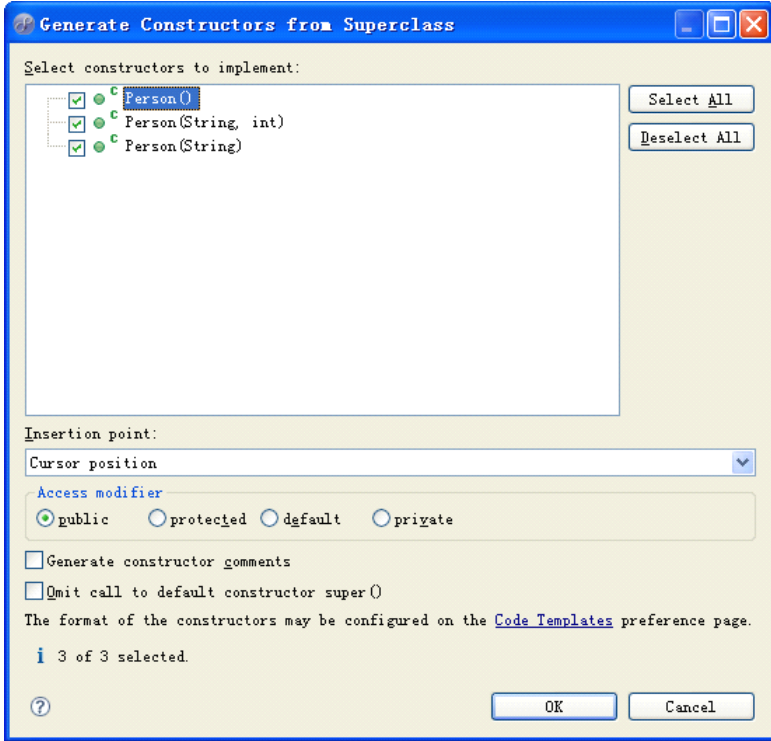 Generate Constructors from Superclass
Select constructors to implement:
C Person()
C Person(String, int)
C Person(String)
Select All
Deselect All
Insertion point:
Cursor position
Access modifier
public protected default private
Generate constructor comments
Omit call to default constructor super()
The format of the constructors may be configured on the Code Templates preference page.
i 3 of 3 selected.
? OK Cancel